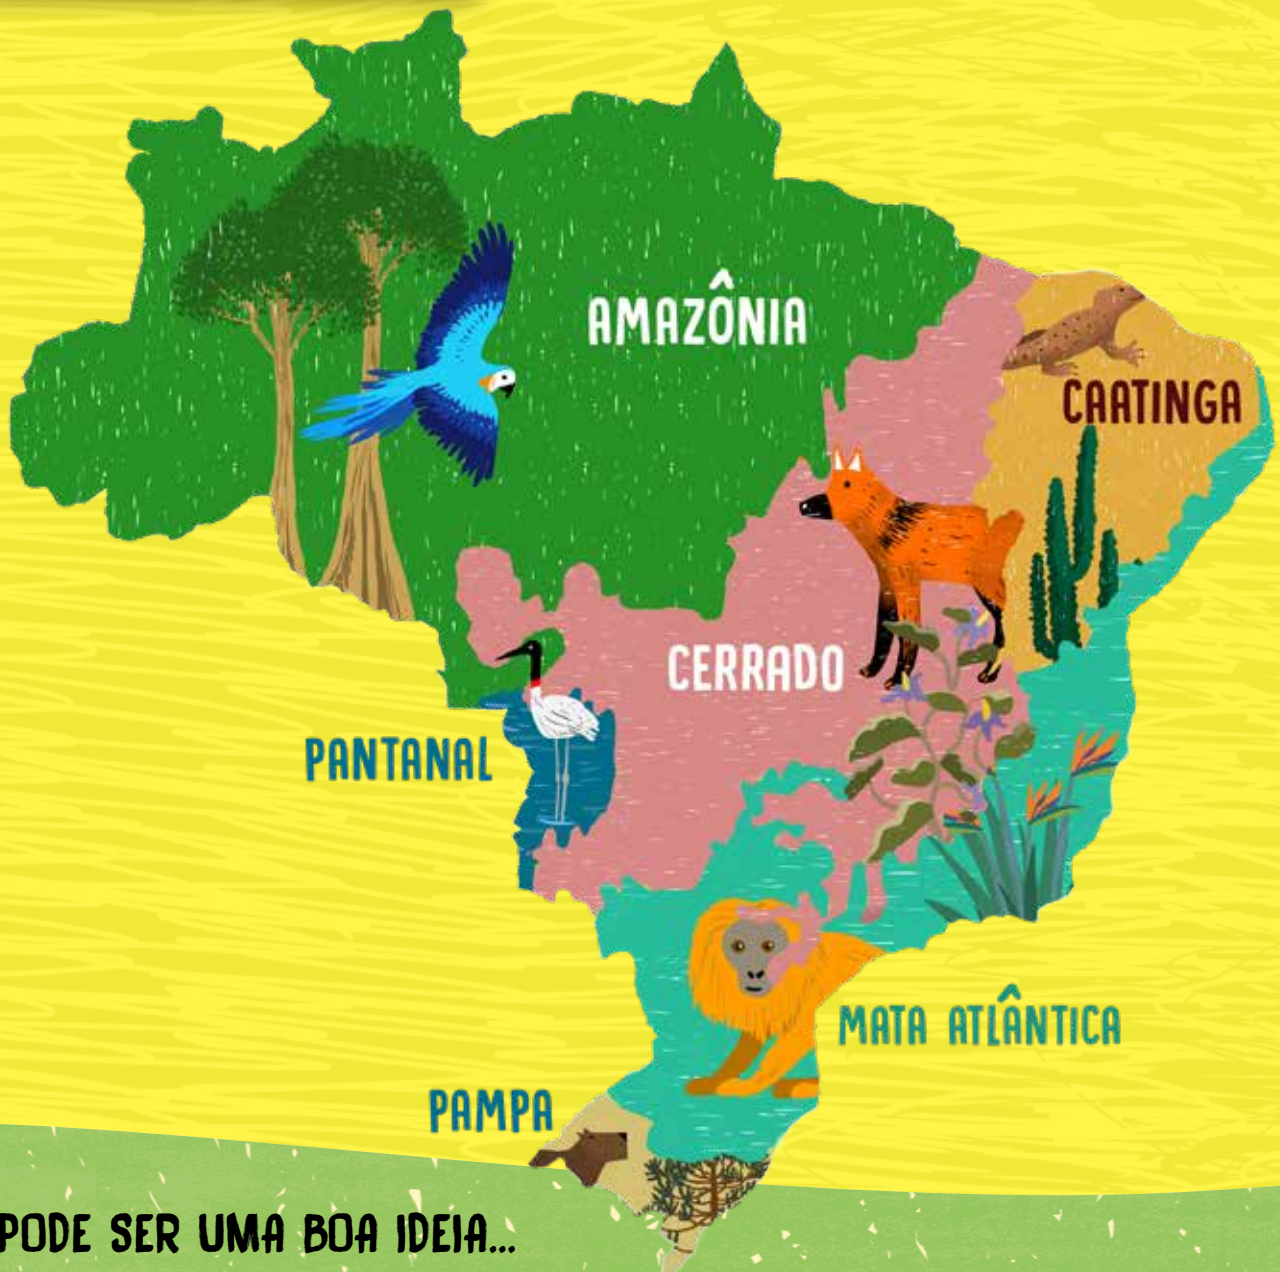 AMAZÔNIA
CAATINGA
CERRADO
PANTANAL
MATA ATLÂNTICA
PAMPA
PODE SER UMA BOA IDEIA...